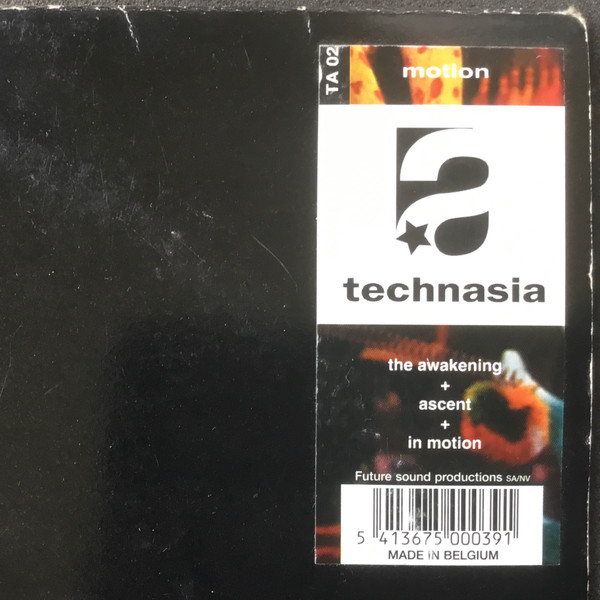 TA 02
motion
a
technasia
the awakening
+
ascent
+
in motion
Future sound productions SA/NV
5 413675 000391
MADE IN BELGIUM